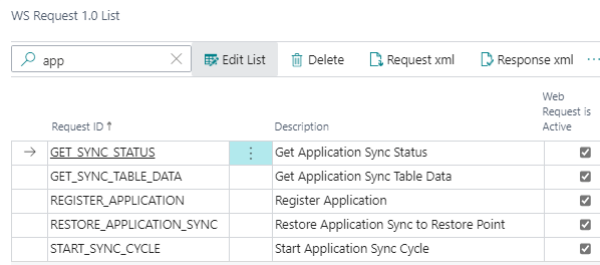 WS Request 1.0 List
app Edit List Delete Request xml Response xml
Web
Request is
Request ID ↑ Description Active
GET_SYNC_STATUS Get Application Sync Status
GET_SYNC_TABLE_DATA Get Application Sync Table Data
REGISTER_APPLICATION Register Application
RESTORE_APPLICATION_SYNC Restore Application Sync to Restore Point
START_SYNC_CYCLE Start Application Sync Cycle